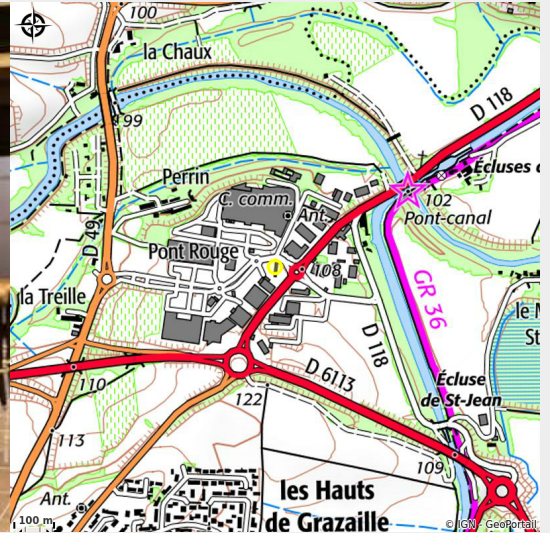 100
la Chaux
D 118
99
Écluses d
Perrin
C. comm.
Ant.
102
Pont-canal
D 49
Pont Rouge
108
GR 36
la Treille
le M
St
D 118
D 6113
110
Écluse
de St-Jean
122
113
109
Ant.
les Hauts
de Grazaille
100 m
© IGN - GeoPortail